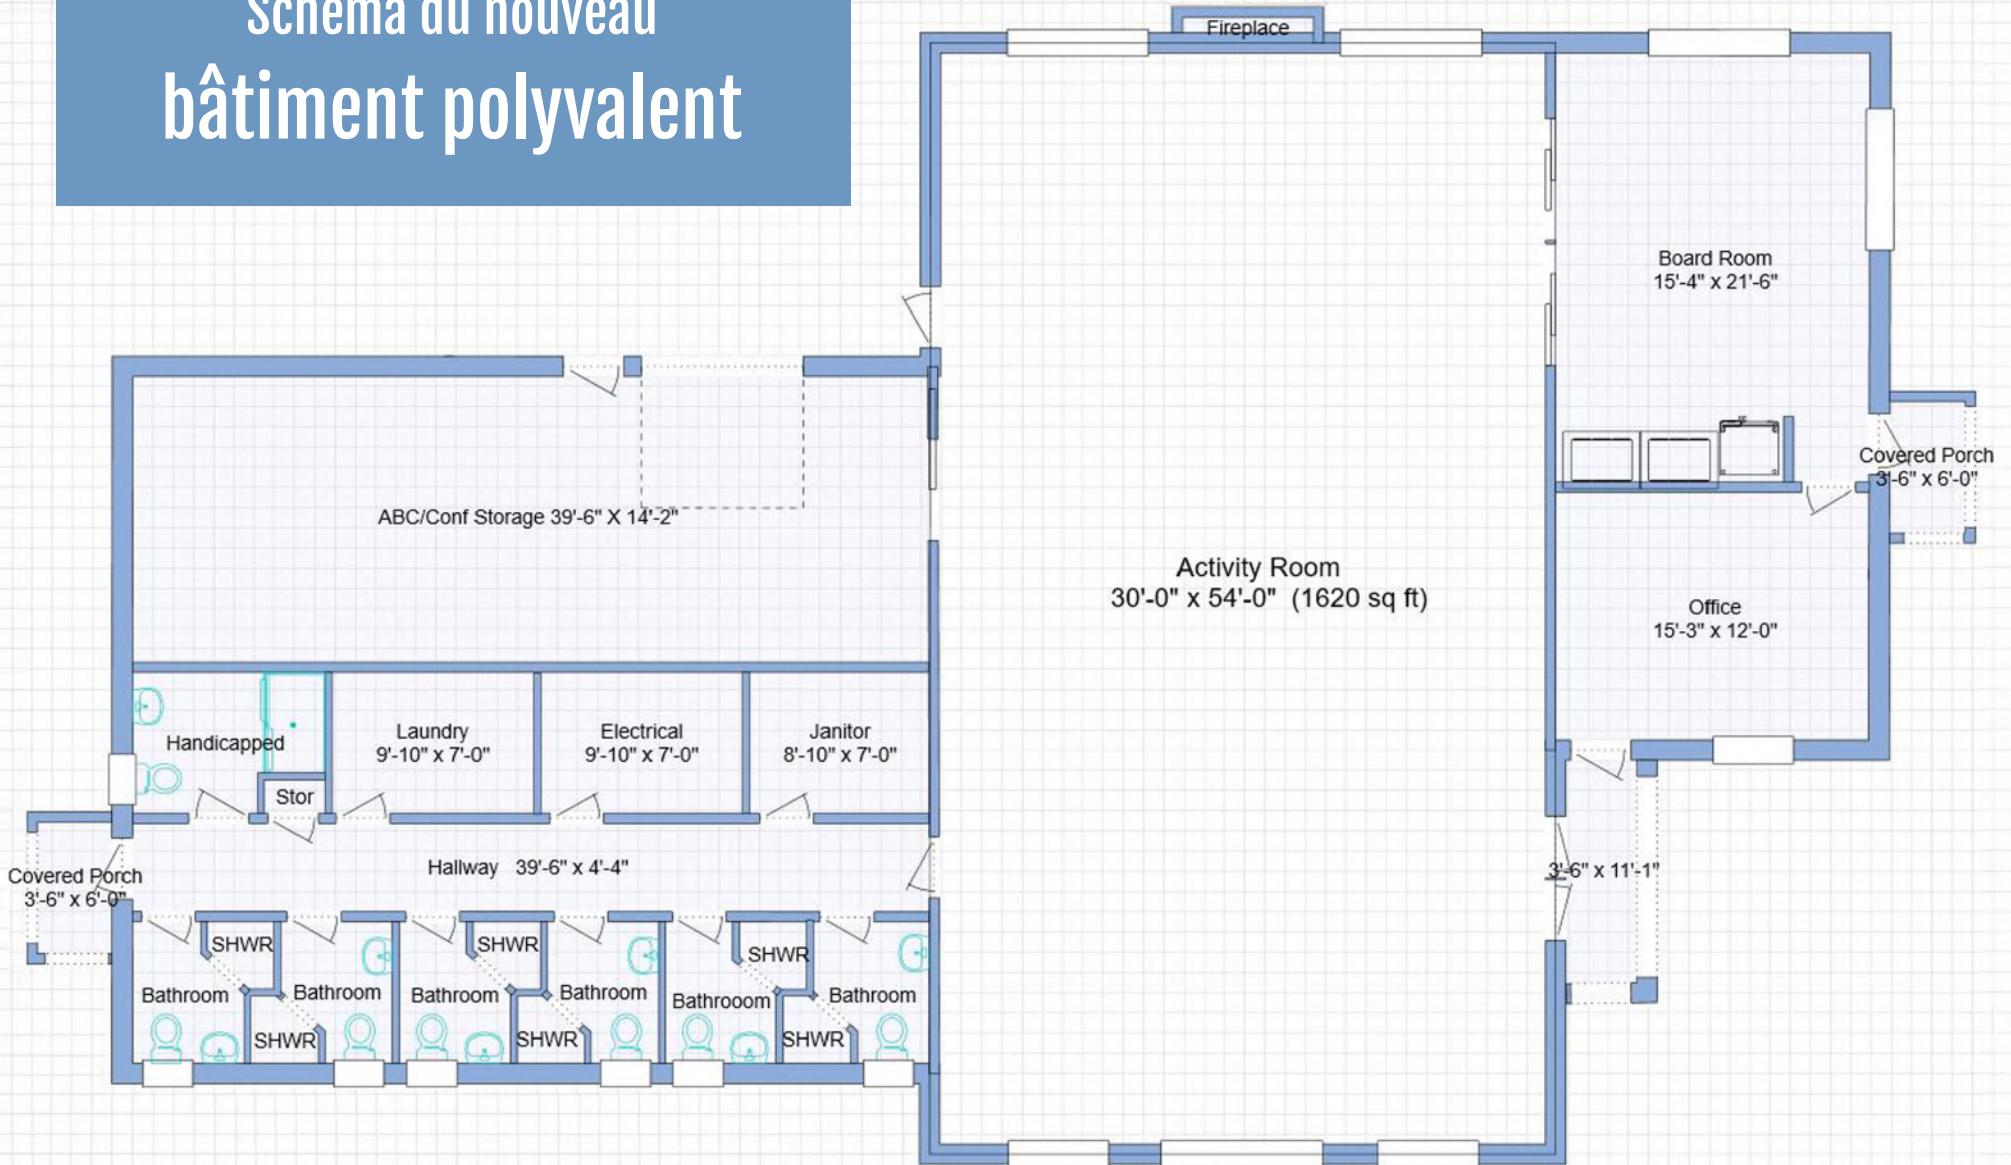 Schéma du nouveau
bâtiment polyvalent
Fireplace
Board Room
15'-4" x 21'-6"
Covered Porch
3'-6" x 6'-0"
ABC/Conf Storage 39'-6" X 14'-2"
Activity Room
30'-0" x 54'-0" (1620 sq ft)
Office
15'-3" x 12'-0"
Handicapped
Stor
Laundry
9'-10" x 7'-0"
Electrical
9'-10" x 7'-0"
Janitor
8'-10" x 7'-0"
Hallway 39'-6" x 4'-4"
Covered Porch
3'-6" x 6'-0"
3'-6" x 11'-1"
SHWR
SHWR
SHWR
Bathroom
Bathroom
Bathroom
Bathroom
Bathrooom
Bathroom
SHWR
SHWR
SHWR